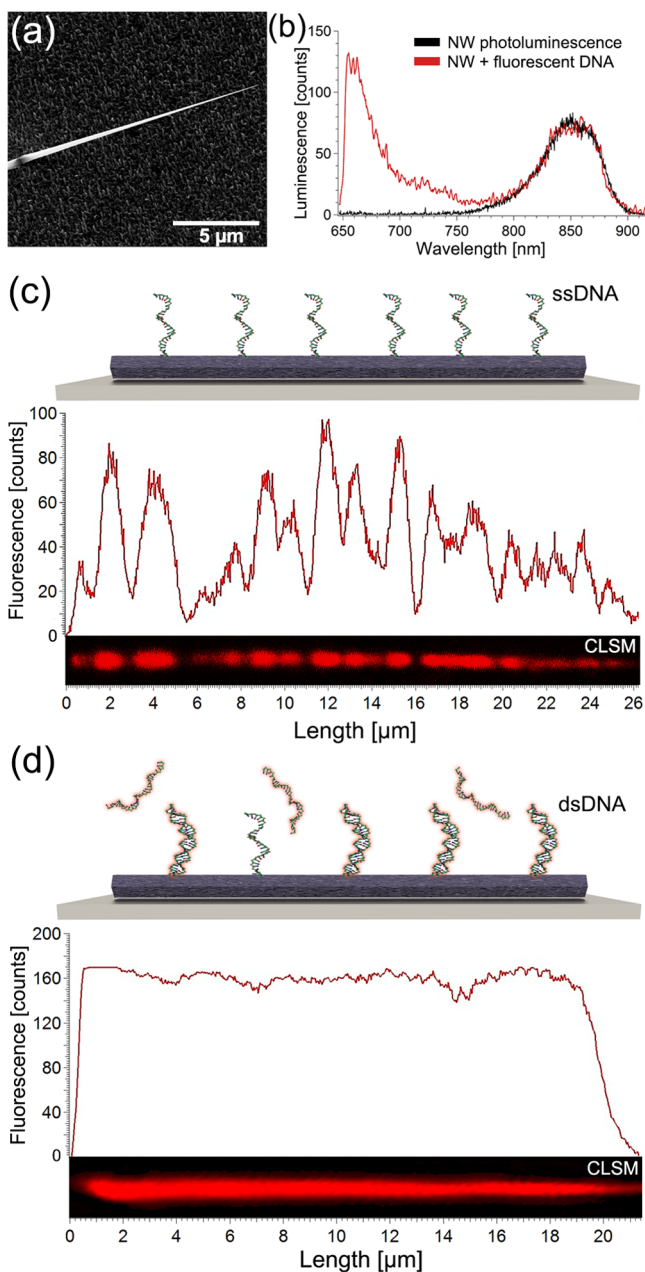 (a)
5 µm
(b)
Luminescence [counts]
150
100
50
0
NW photoluminescence
NW + fluorescent DNA
650 700 750 800 850 900
Wavelength [nm]
(c)
ssDNA
Fluorescence [counts]
100
80
60
40
20
0
CLSM
0 2 4 6 8 10 12 14 16 18 20 22 24 26
Length [µm]
(d)
dsDNA
Fluorescence [counts]
200
160
120
80
40
0
CLSM
0 2 4 6 8 10 12 14 16 18 20
Length [µm]